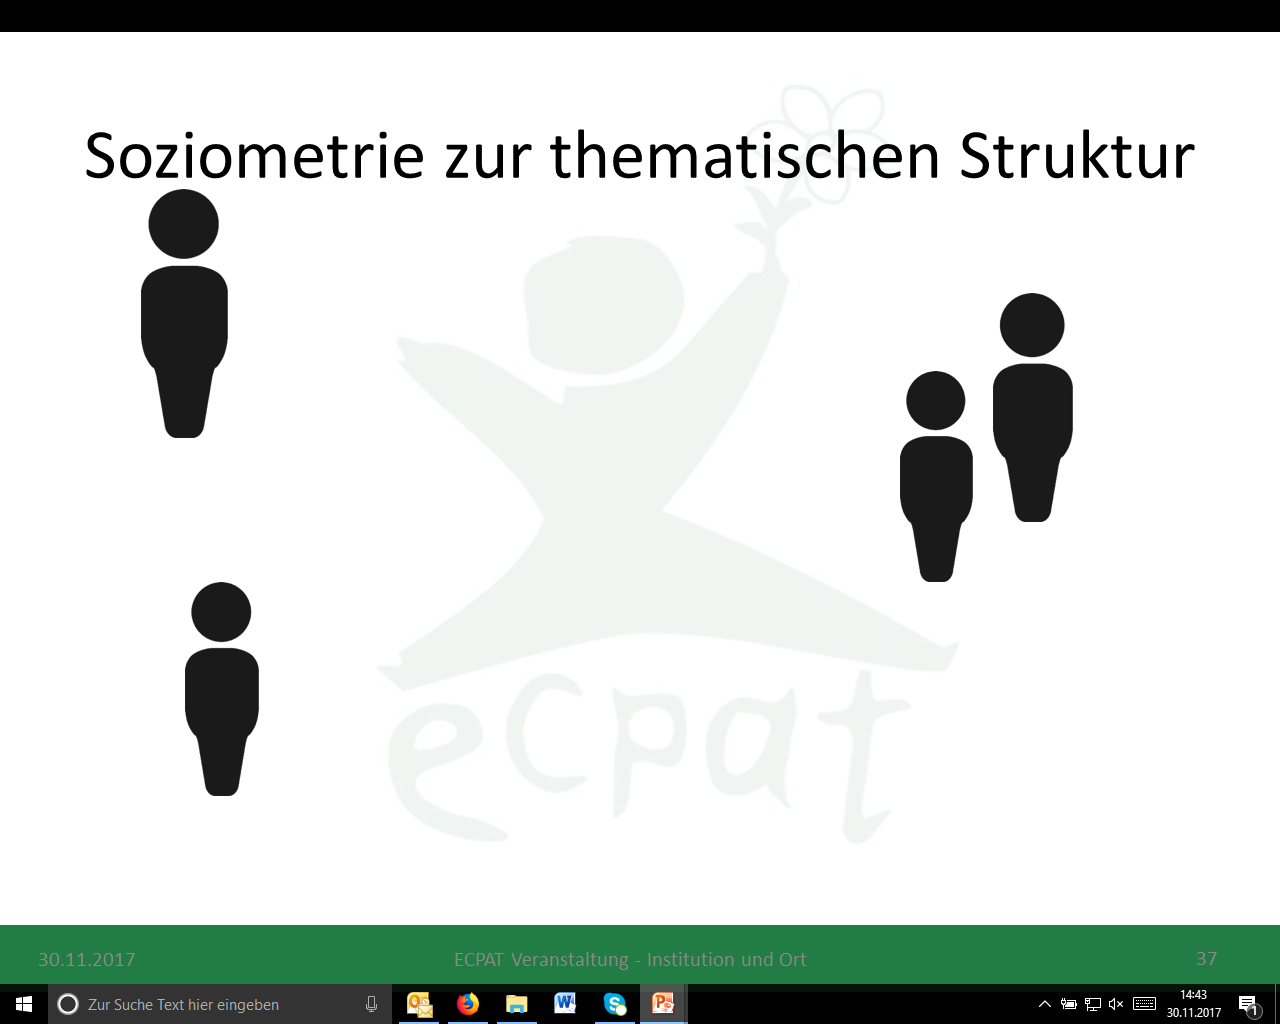 Soziometrie zur thematischen Struktur
ecpat
30.11.2017 ECPAT Veranstaltung - Institution und Ort 37
Zur Suche Text hier eingeben
14:43
30.11.2017
1